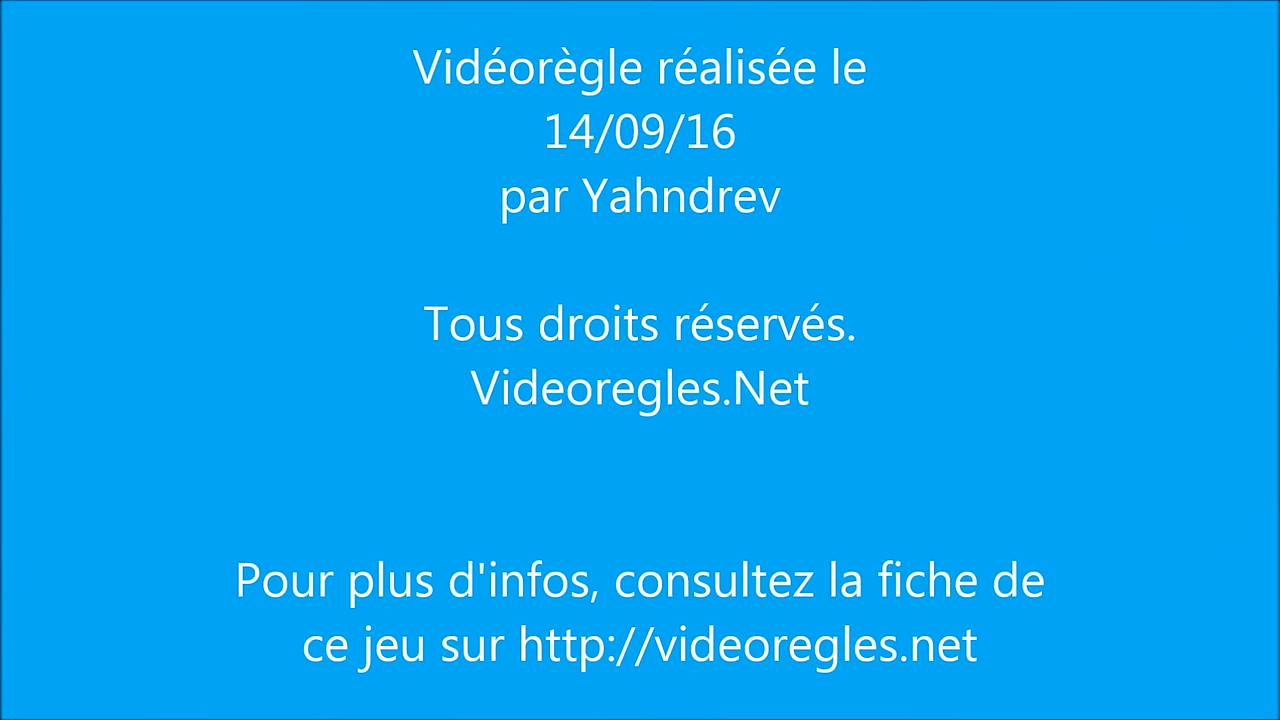 Vidéorègle réalisée le
14/09/16
par Yahndrev
Tous droits réservés.
Videoregles.Net
Pour plus d'infos, consultez la fiche de
ce jeu sur http://videoregles.net